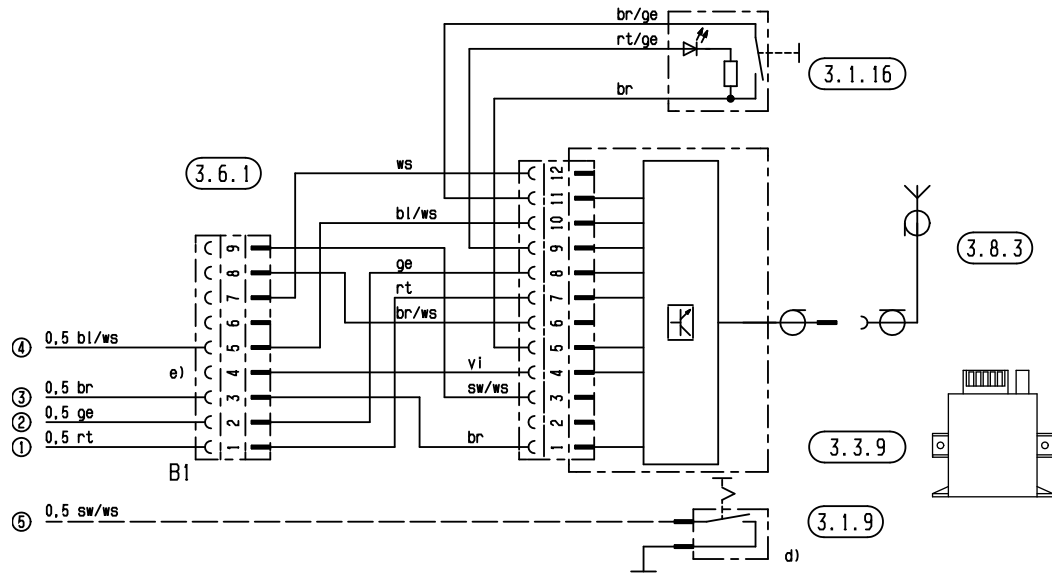 br/ge
rt/ge
3.1.16
br
3.6.1
ws
12
11
bl/ws
10
9
9
3.8.3
8
ge
8
7
rt
7
br/ws
6
6
④ 0,5 bl/ws
5
5
e)
4
vi
4
③ 0,5 br
3
sw/ws
3
② 0,5 ge
2
2
① 0,5 rt
1
br
1
3.3.9
B1
⑤ 0,5 sw/ws
3.1.9
d)